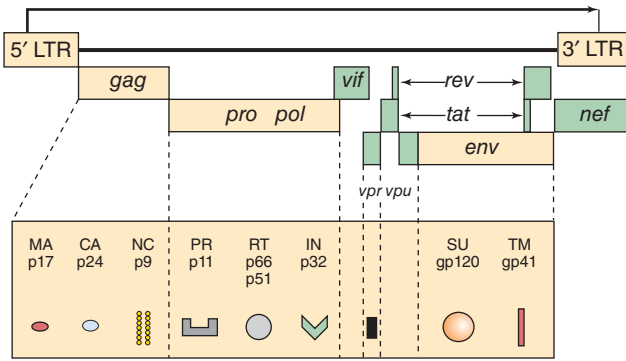 5′ LTR
3′ LTR
gag
vif
rev
pro pol
tat
nef
env
vpr vpu
MA CA NC PR RT IN SU TM
p17 p24 p9 p11 p66 p32 gp120 gp41
p51